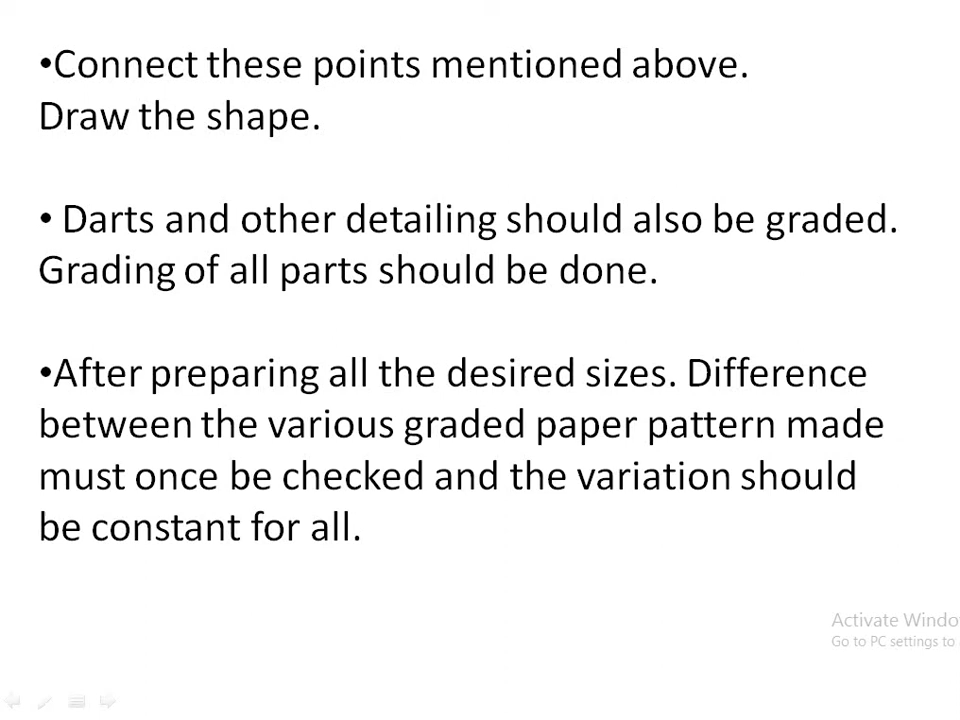 •Connect these points mentioned above.
Draw the shape.
• Darts and other detailing should also be graded.
Grading of all parts should be done.
•After preparing all the desired sizes. Difference
between the various graded paper pattern made
must once be checked and the variation should
be constant for all.
Activate Windo
Go to PC settings to